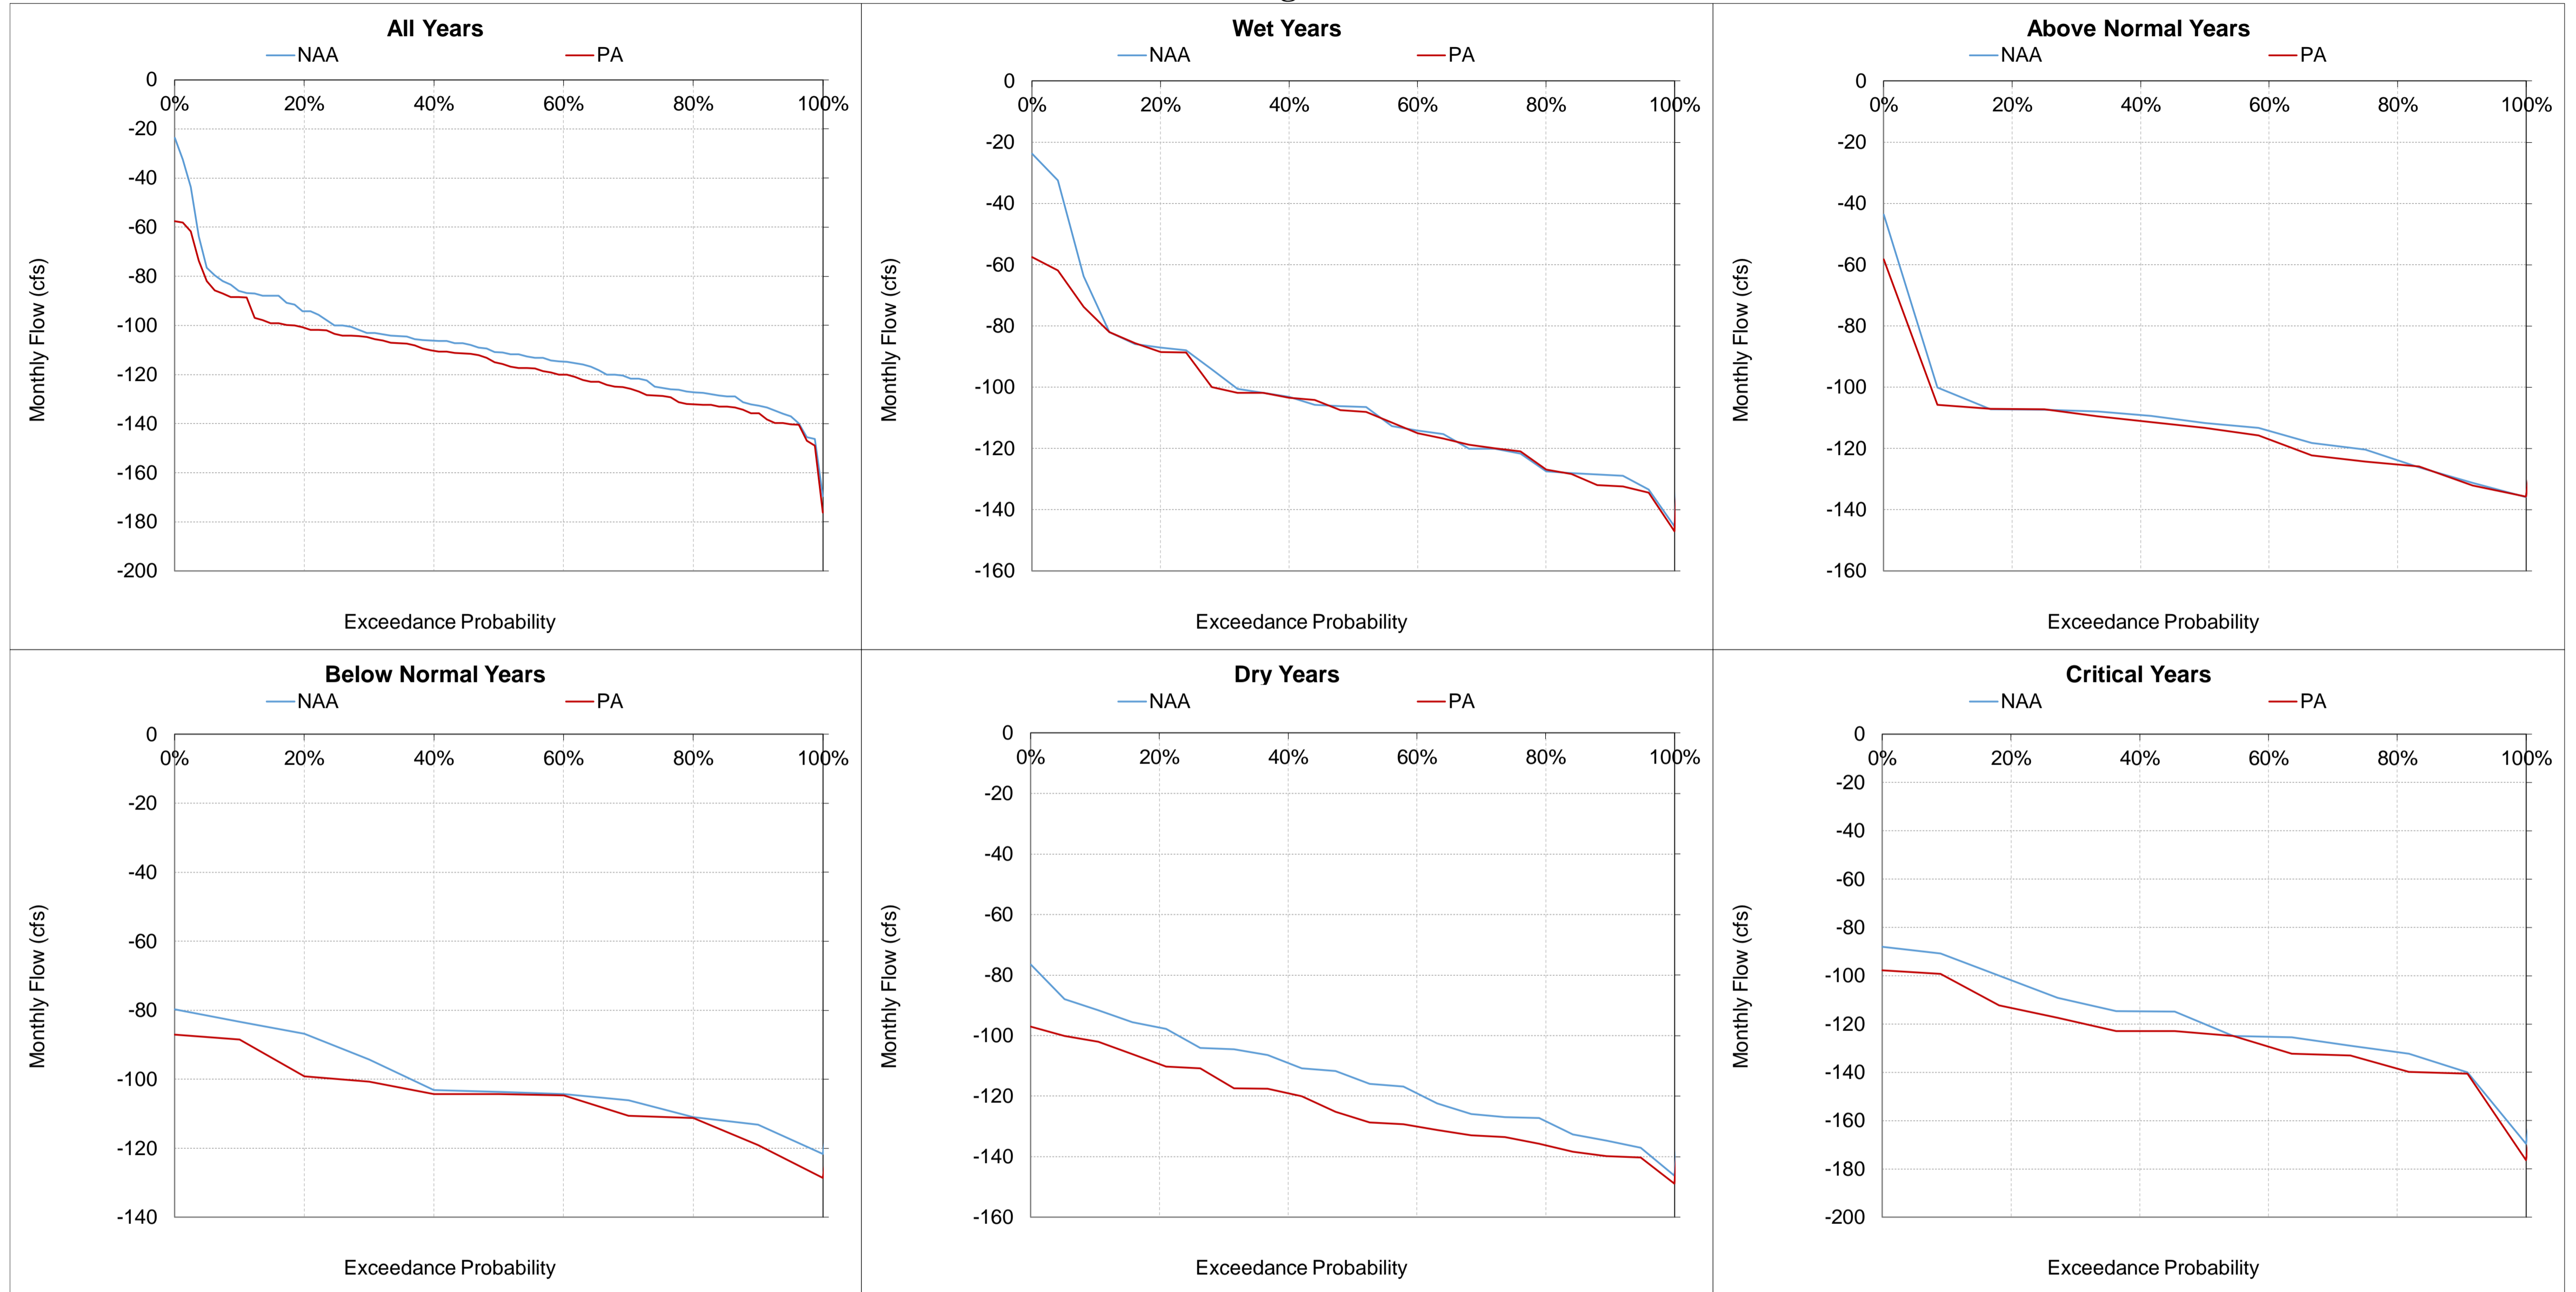 All Years
NAA PA
0
-20
-40
-60
-80
-100
-120
-140
-160
-180
-200
0% 20% 40% 60% 80% 100%
Monthly Flow (cfs)
Exceedance Probability
Wet Years
NAA PA
0
-20
-40
-60
-80
-100
-120
-140
-160
0% 20% 40% 60% 80% 100%
Monthly Flow (cfs)
Exceedance Probability
Above Normal Years
NAA PA
0
-20
-40
-60
-80
-100
-120
-140
-160
0% 20% 40% 60% 80% 100%
Monthly Flow (cfs)
Exceedance Probability
Below Normal Years
NAA PA
0
-20
-40
-60
-80
-100
-120
-140
0% 20% 40% 60% 80% 100%
Monthly Flow (cfs)
Exceedance Probability
Dry Years
NAA PA
0
-20
-40
-60
-80
-100
-120
-140
-160
0% 20% 40% 60% 80% 100%
Monthly Flow (cfs)
Exceedance Probability
Critical Years
NAA PA
0
-20
-40
-60
-80
-100
-120
-140
-160
-180
-200
0% 20% 40% 60% 80% 100%
Monthly Flow (cfs)
Exceedance Probability